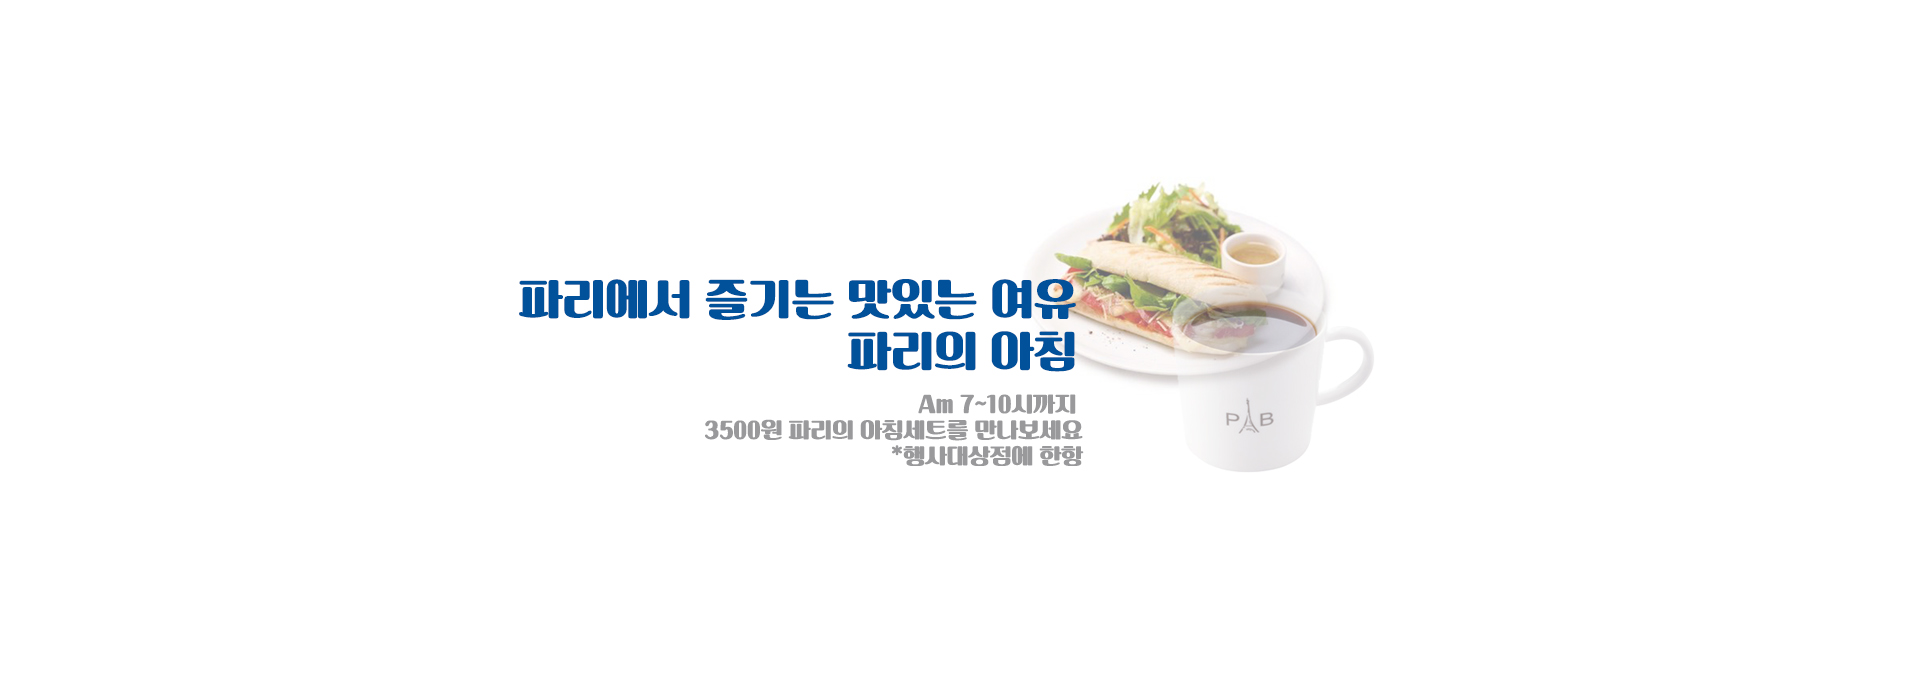 파리에서 즐기는 맛있는 여유
파리의 아침
Am 7~10시까지
3500원 파리의 아침세트를 만나보세요
*행사대상점에 한항
P B